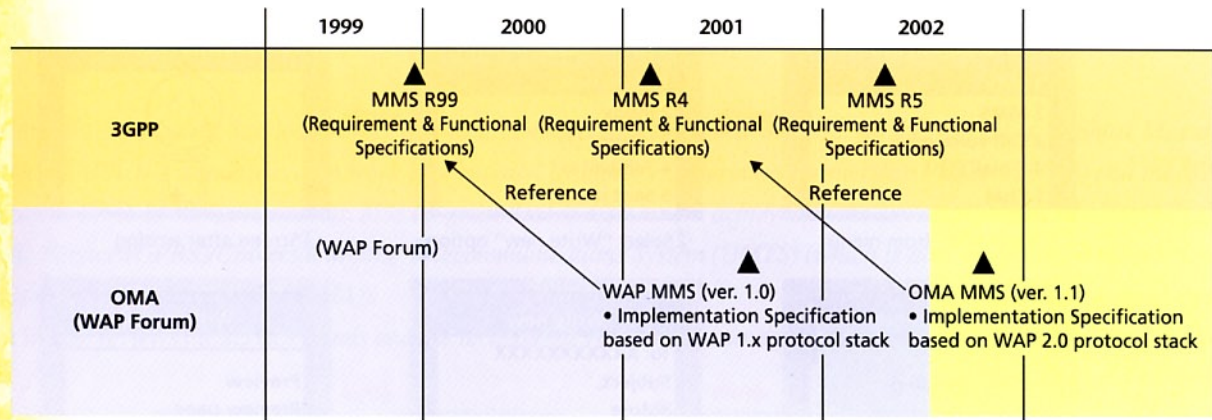 1999 2000 2001 2002
3GPP
MMS R99
(Requirement & Functional
Specifications)
MMS R4
(Requirement & Functional
Specifications)
MMS R5
(Requirement & Functional
Specifications)
Reference
Reference
OMA
(WAP Forum)
(WAP Forum)
WAP MMS (ver. 1.0)
• Implementation Specification
based on WAP 1.x protocol stack
OMA MMS (ver. 1.1)
• Implementation Specification
based on WAP 2.0 protocol stack